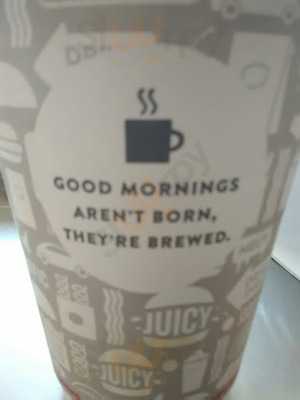 GOOD MORNINGS
AREN'T BORN,
THEY'RE BREWED.
-JUICY-
-JUICY-